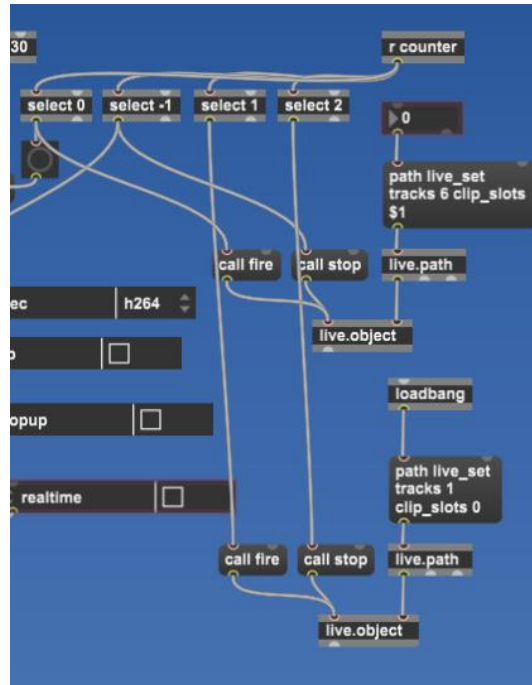 30
r counter
select 0
select -1
select 1
select 2
0
path live_set
tracks 6 clip_slots
$1
call fire
call stop
live.path
ec
h264
live.object
o
loadbang
opup
path live_set
tracks 1
clip_slots 0
realtime
call fire
call stop
live.path
live.object